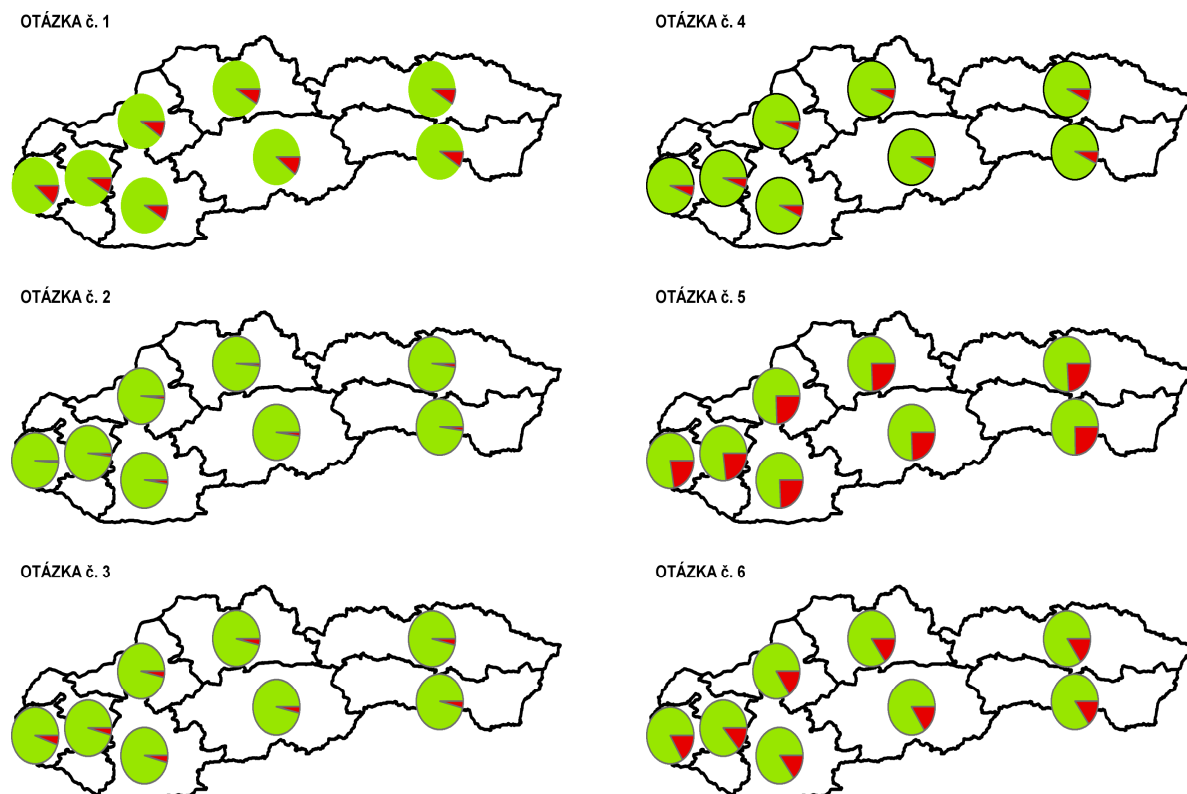 OTÁZKA č. 1
OTÁZKA č. 4
OTÁZKA č. 2
OTÁZKA č. 5
OTÁZKA č. 3
OTÁZKA č. 6